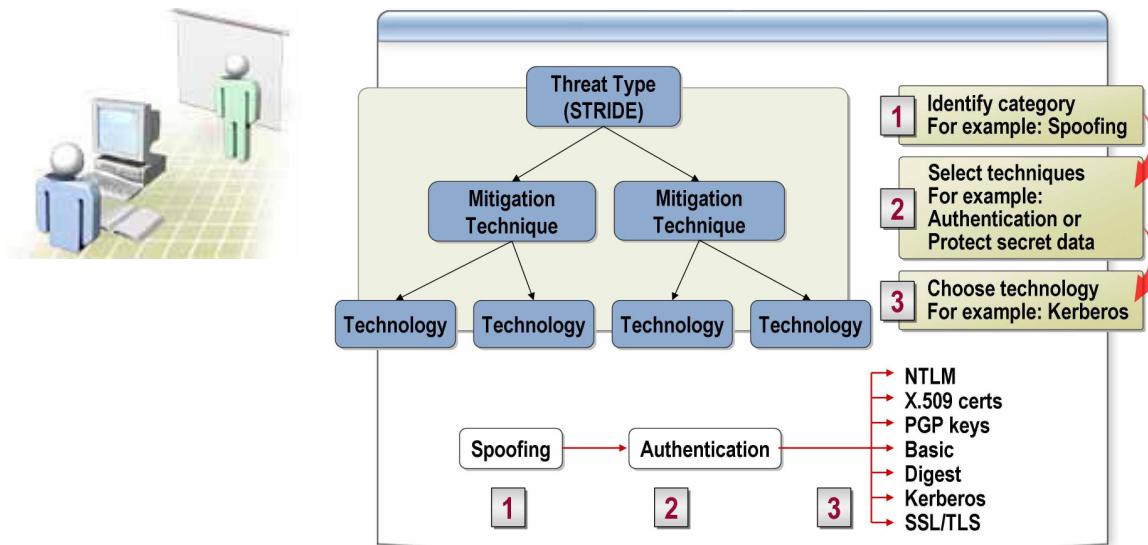 Threat Type
(STRIDE)
Mitigation
Technique
Mitigation
Technique
Technology
Technology
Technology
Technology
1
Identify category
For example: Spoofing
2
Select techniques
For example:
Authentication or
Protect secret data
3
Choose technology
For example: Kerberos
Spoofing
Authentication
NTLM
X.509 certs
PGP keys
Basic
Digest
Kerberos
SSL/TLS
1
2
3